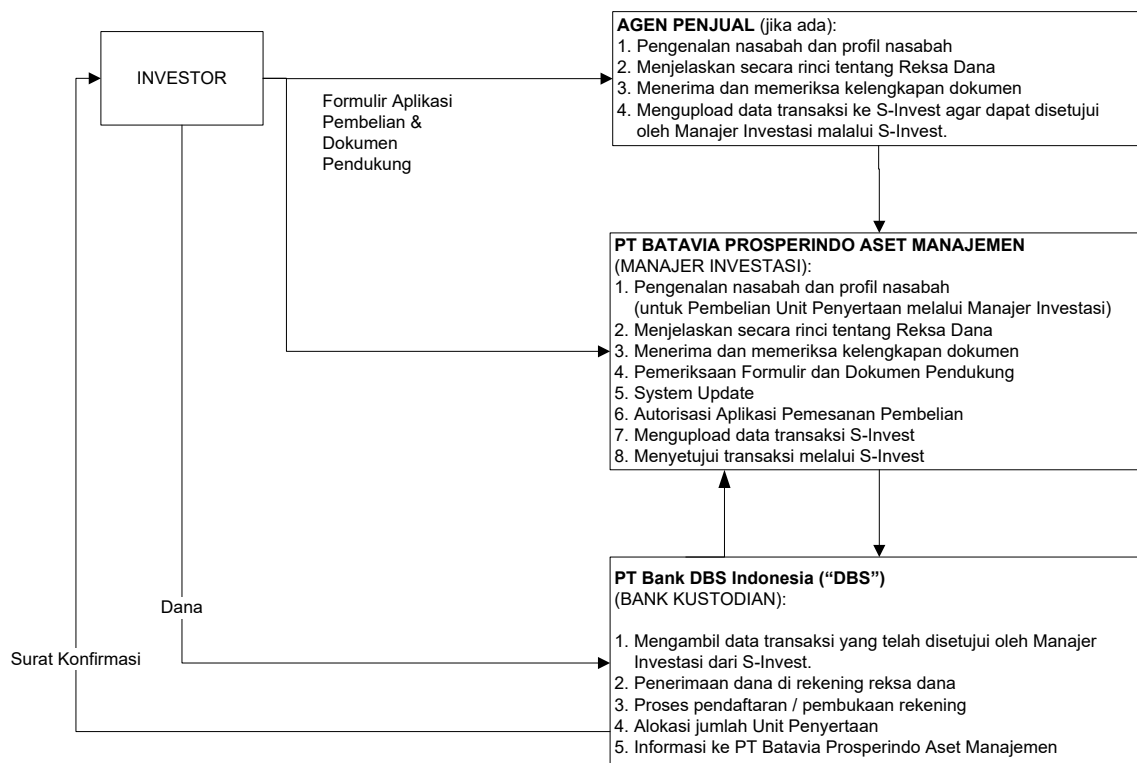 INVESTOR
Formulir Aplikasi
Pembelian &
Dokumen
Pendukung
AGEN PENJUAL (jika ada):
1. Pengenalan nasabah dan profil nasabah
2. Menjelaskan secara rinci tentang Reksa Dana
3. Menerima dan memeriksa kelengkapan dokumen
4. Mengupload data transaksi ke S-Invest agar dapat disetujui
oleh Manajer Investasi malalui S-Invest.
PT BATAVIA PROSPERINDO ASET MANAJEMEN
(MANAJER INVESTASI):
1. Pengenalan nasabah dan profil nasabah
(untuk Pembelian Unit Penyertaan melalui Manajer Investasi)
2. Menjelaskan secara rinci tentang Reksa Dana
3. Menerima dan memeriksa kelengkapan dokumen
4. Pemeriksaan Formulir dan Dokumen Pendukung
5. System Update
6. Autorisasi Aplikasi Pemesanan Pembelian
7. Mengupload data transaksi S-Invest
8. Menyetujui transaksi melalui S-Invest
Dana
Surat Konfirmasi
PT Bank DBS Indonesia (“DBS”)
(BANK KUSTODIAN):
1. Mengambil data transaksi yang telah disetujui oleh Manajer
Investasi dari S-Invest.
2. Penerimaan dana di rekening reksa dana
3. Proses pendaftaran / pembukaan rekening
4. Alokasi jumlah Unit Penyertaan
5. Informasi ke PT Batavia Prosperindo Aset Manajemen